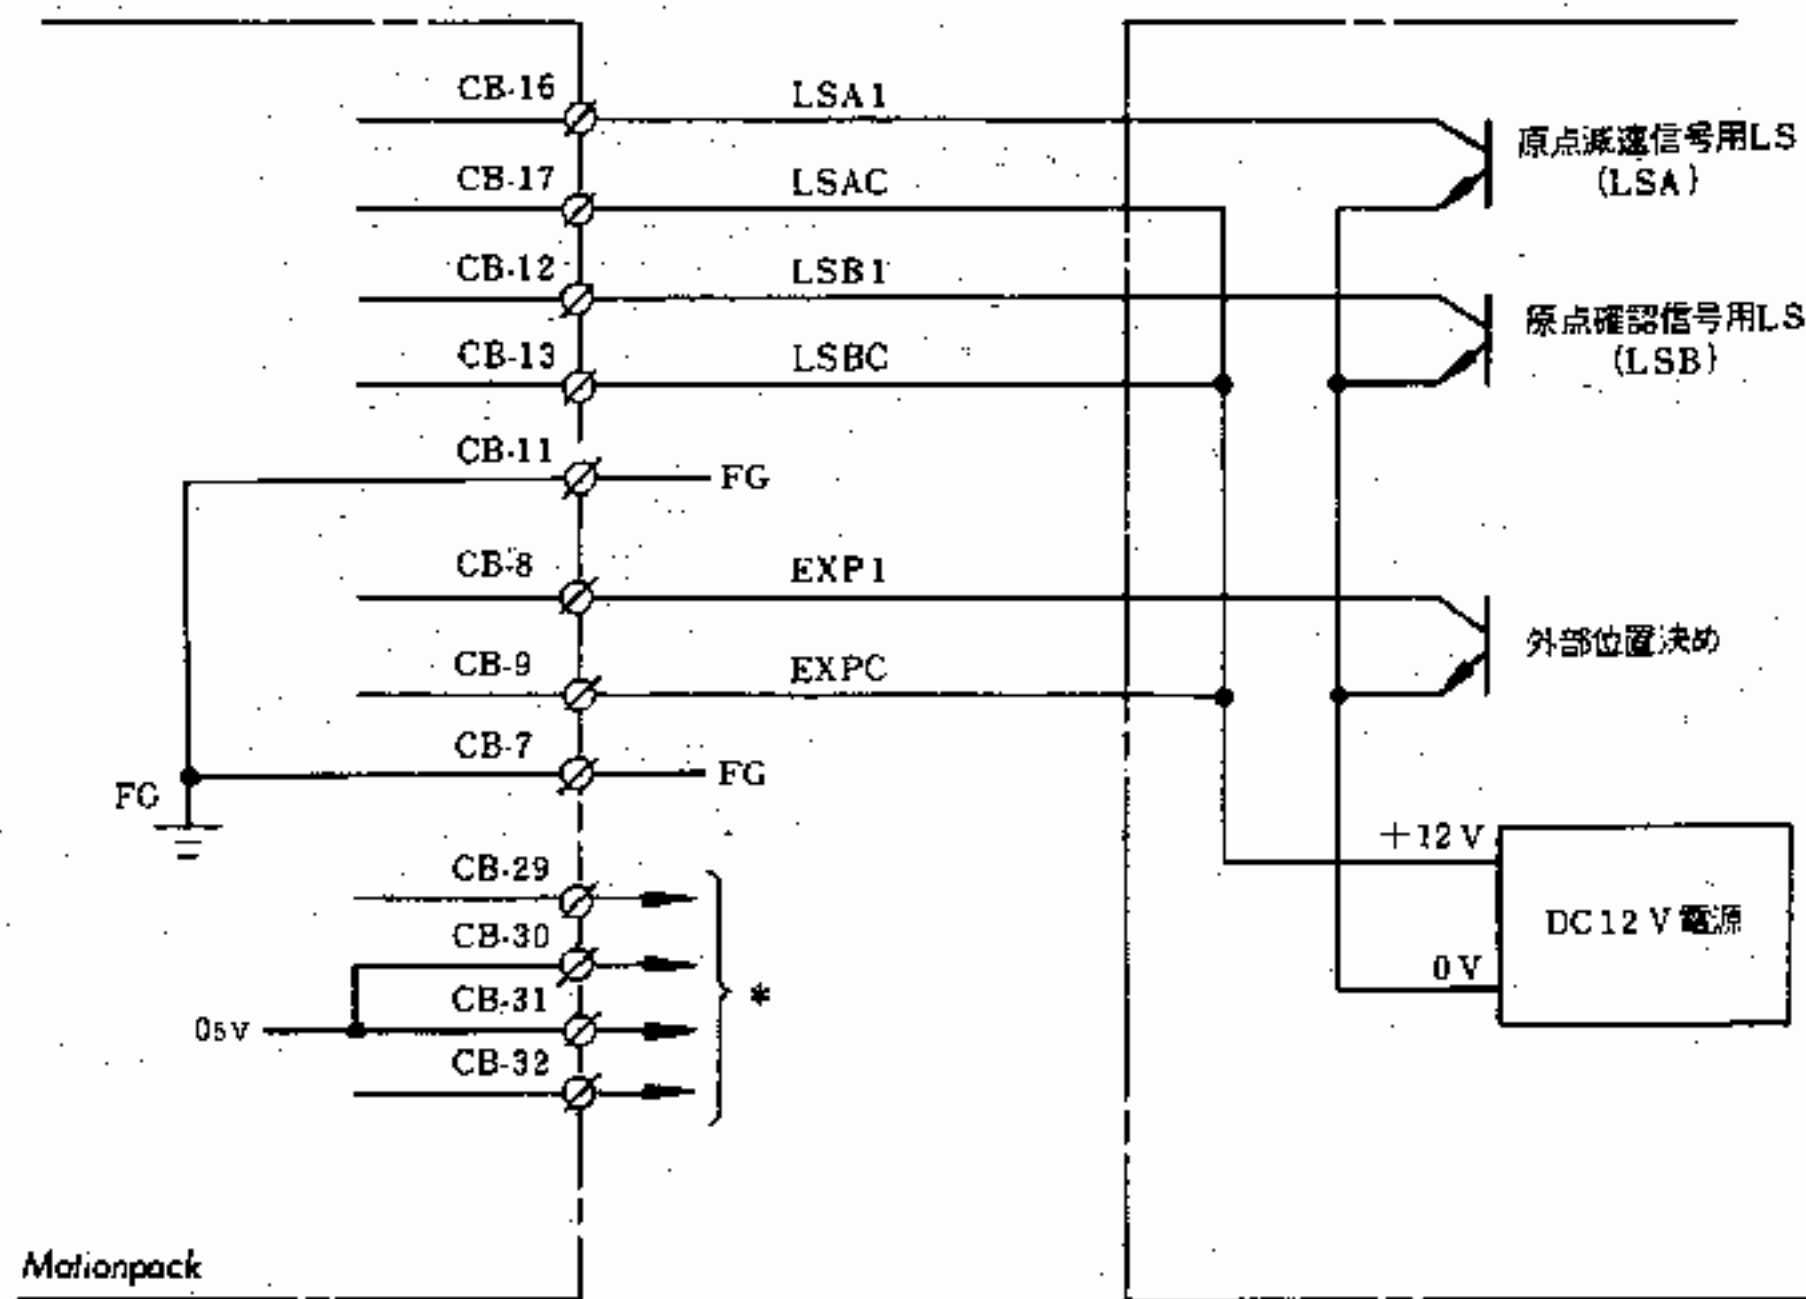 CB-16
LSA1
原点減速信号用LS
(LSA)
CB-17
LSAC
CB-12
LSB1
原点確認信号用LS
(LSB)
CB-13
LSBC
CB-11
FG
CB-8
EXP1
外部位置決め
CB-9
EXPC
CB-7
FG
FG
+12V
CB-29
DC12V電源
CB-30
*
0V
CB-31
05V
CB-32
Motionpack